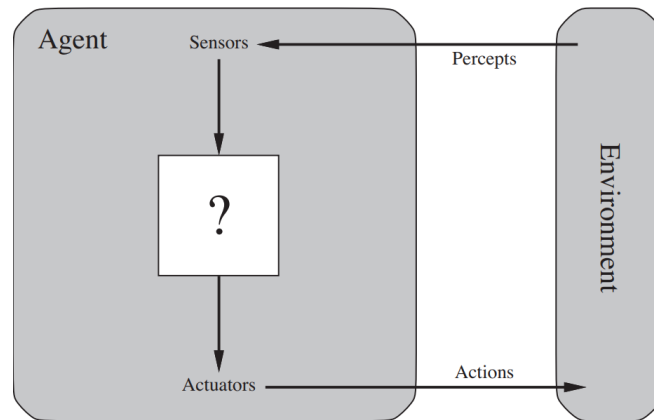 Agent
Sensors
Percepts
?
Environment
Actuators
Actions